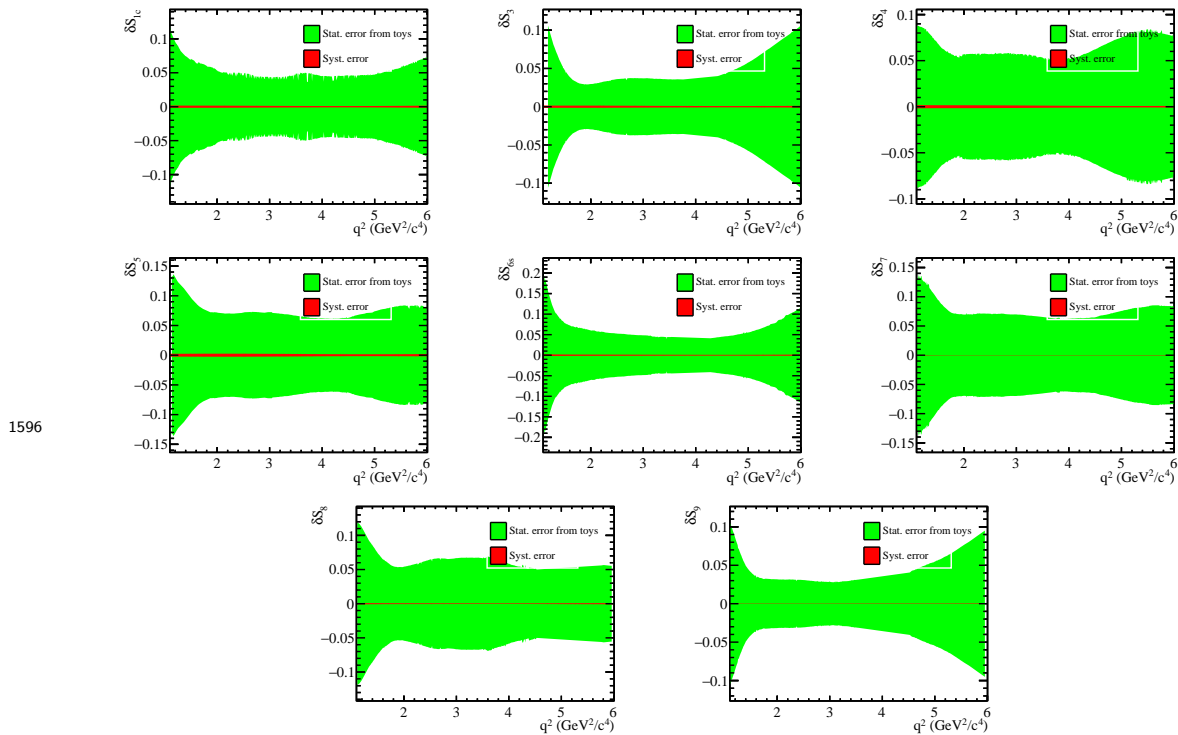 δS1c
0.1
0.05
0
−0.05
−0.1
2 3 4 5 6
q² (GeV²/c⁴)
Stat. error from toys
Syst. error
δS3
0.1
0.05
0
−0.05
−0.1
2 3 4 5 6
q² (GeV²/c⁴)
Stat. error from toys
Syst. error
δS4
0.1
0.05
0
−0.05
−0.1
2 3 4 5 6
q² (GeV²/c⁴)
Stat. error from toys
Syst. error
δS5
0.15
0.1
0.05
0
−0.05
−0.1
−0.15
2 3 4 5 6
q² (GeV²/c⁴)
Stat. error from toys
Syst. error
δS6s
0.2
0.15
0.1
0.05
0
−0.05
−0.1
−0.15
−0.2
2 3 4 5 6
q² (GeV²/c⁴)
Stat. error from toys
Syst. error
δS7
0.15
0.1
0.05
0
−0.05
−0.1
−0.15
2 3 4 5 6
q² (GeV²/c⁴)
Stat. error from toys
Syst. error
1596
δS8
0.1
0.05
0
−0.05
−0.1
2 3 4 5 6
q² (GeV²/c⁴)
Stat. error from toys
Syst. error
δS9
0.1
0.05
0
−0.05
−0.1
2 3 4 5 6
q² (GeV²/c⁴)
Stat. error from toys
Syst. error